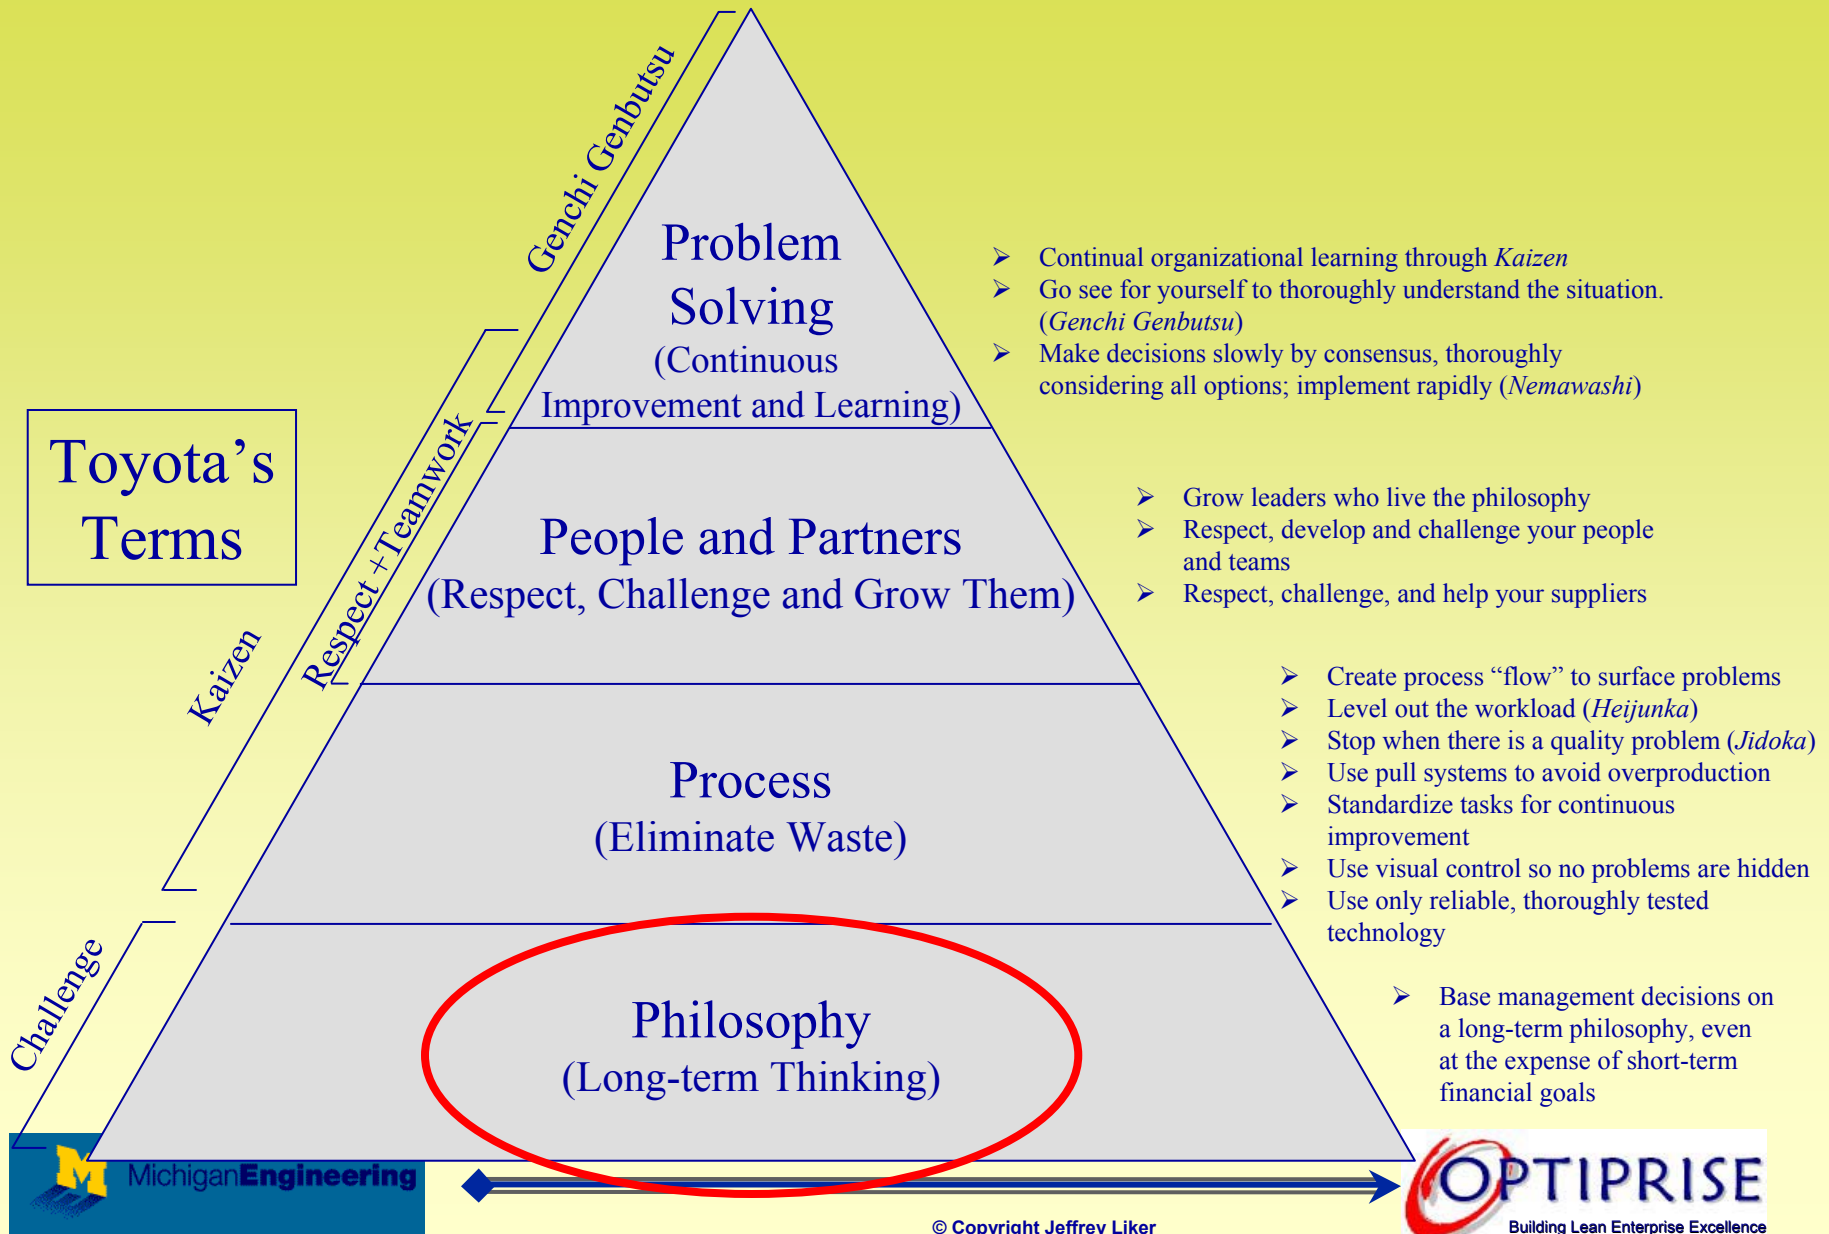 Genchi Genbutsu
Problem
Solving
(Continuous
Improvement and Learning)
➢ Continual organizational learning through Kaizen
➢ Go see for yourself to thoroughly understand the situation.
(Genchi Genbutsu)
➢ Make decisions slowly by consensus, thoroughly
considering all options; implement rapidly (Nemawashi)
Toyota’s
Terms
Respect +Teamwork
People and Partners
(Respect, Challenge and Grow Them)
➢ Grow leaders who live the philosophy
➢ Respect, develop and challenge your people
and teams
➢ Respect, challenge, and help your suppliers
Kaizen
Process
(Eliminate Waste)
➢ Create process “flow” to surface problems
➢ Level out the workload (Heijunka)
➢ Stop when there is a quality problem (Jidoka)
➢ Use pull systems to avoid overproduction
➢ Standardize tasks for continuous
improvement
➢ Use visual control so no problems are hidden
➢ Use only reliable, thoroughly tested
technology
Challenge
Philosophy
(Long-term Thinking)
➢ Base management decisions on
a long-term philosophy, even
at the expense of short-term
financial goals
M
MichiganEngineering
© Copyright Jeffrey Liker
OPTIPRISE
Building Lean Enterprise Excellence